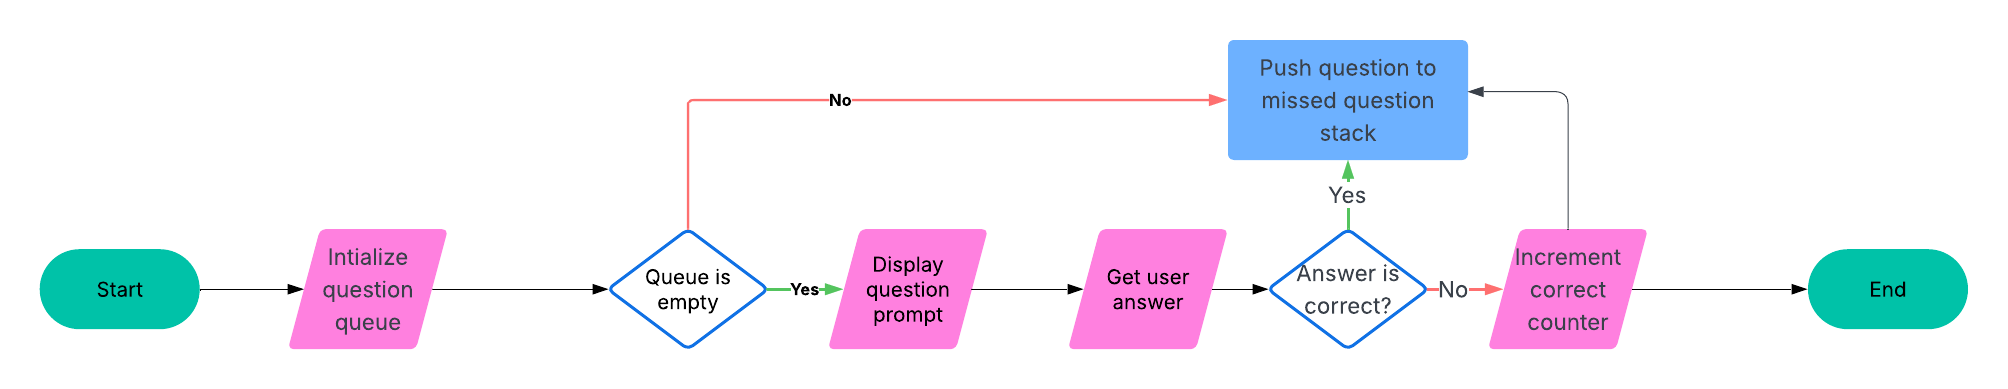 Start
Intialize
question
queue
Queue is
empty
No
Yes
Display
question
prompt
Get user
answer
Answer is
correct?
Yes
Push question to
missed question
stack
No
Increment
correct
counter
End